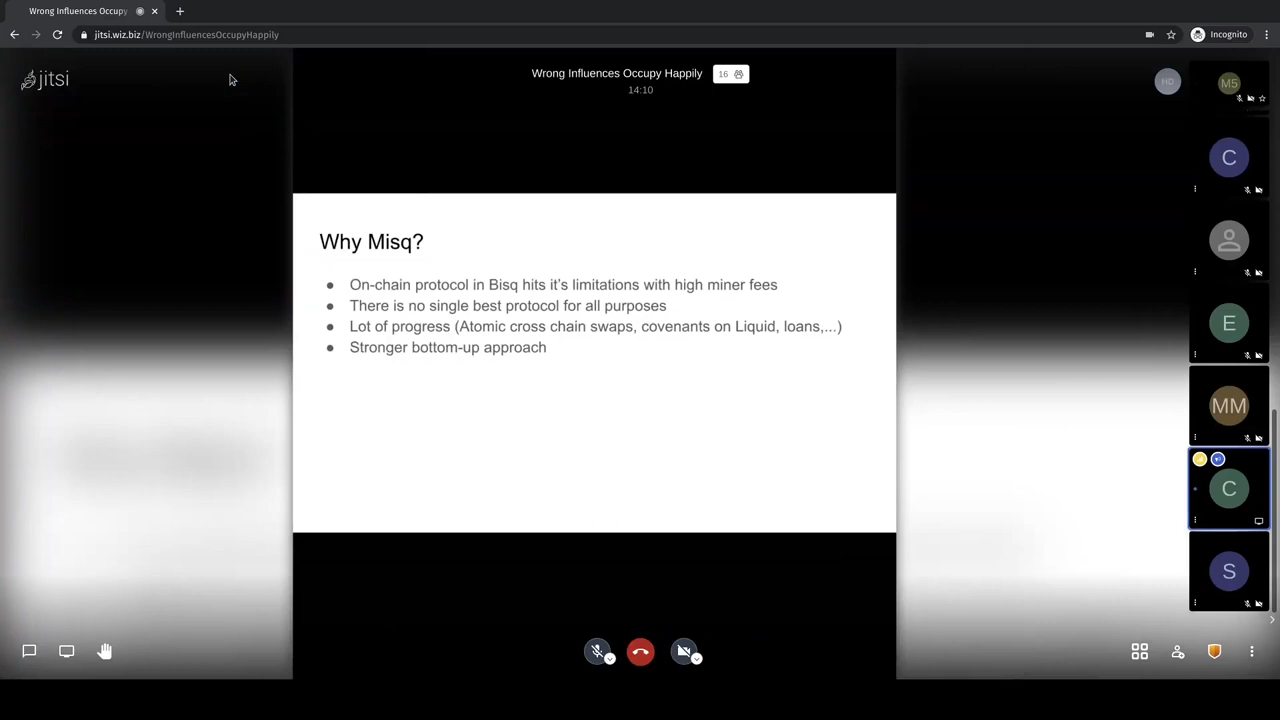 Wrong Influences Occupy
jitsi.wiz.biz/WrongInfluencesOccupyHappily
Incognito
jitsi
Wrong Influences Occupy Happily
16
14:10
HD
M5
C
E
MM
C
S
Why Misq?
● On-chain protocol in Bisq hits it's limitations with high miner fees
● There is no single best protocol for all purposes
● Lot of progress (Atomic cross chain swaps, covenants on Liquid, loans,...)
● Stronger bottom-up approach